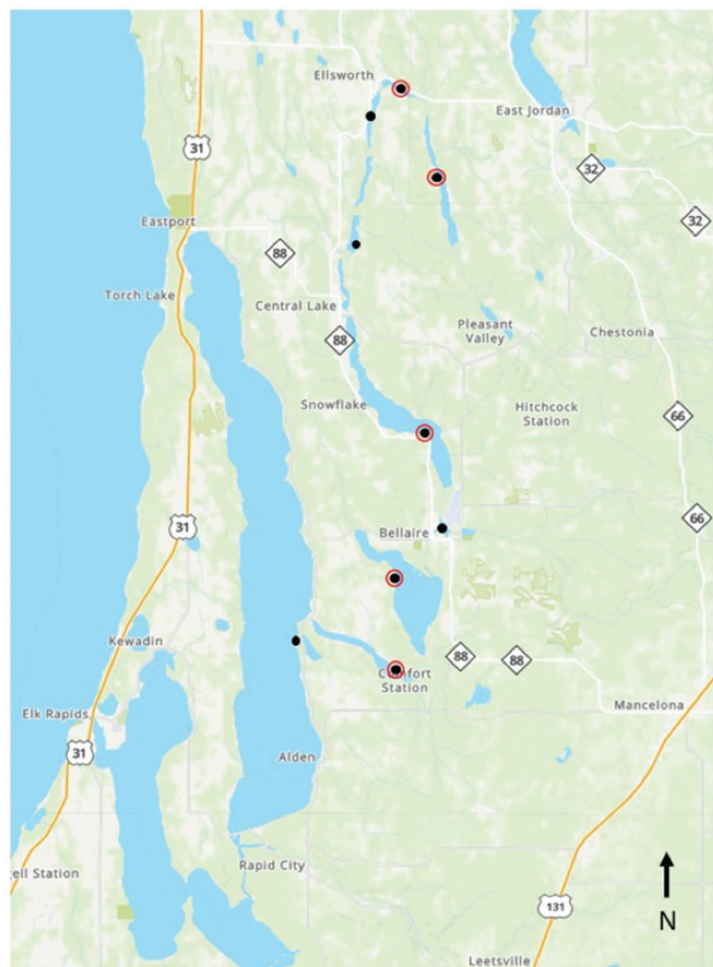 Ellsworth
East Jordan
31
32
Eastport
32
88
Torch Lake
Central Lake
Pleasant
Valley
Chestonia
88
Snowflake
Hitchcock
Station
66
66
31
Bellaire
Kewadin
88
88
Station
Mancelona
Elk Rapids
31
Alden
Rapid City
ell Station
N
131
Leetsville